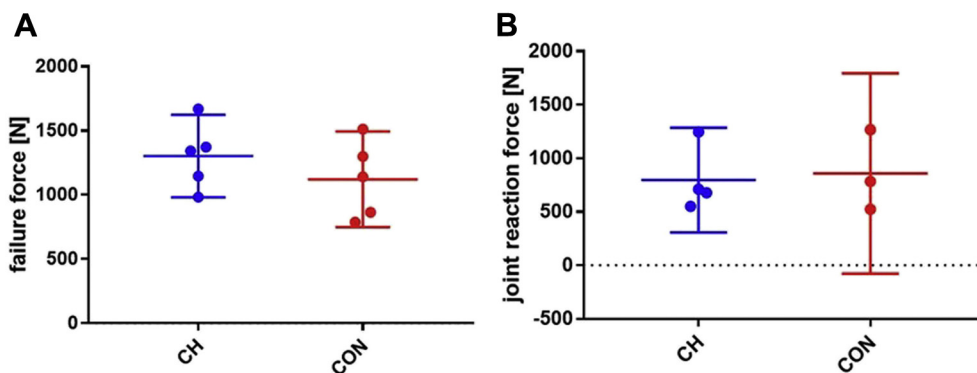 A
failure force [N]
2000
1500
1000
500
0
CH
CON
B
joint reaction force [N]
2000
1500
1000
500
0
-500
CH
CON